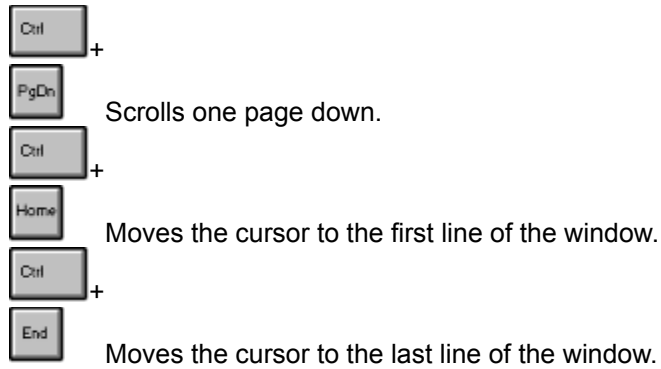 Ctrl +
PgDn Scrolls one page down.
Ctrl +
Home Moves the cursor to the first line of the window.
Ctrl +
End Moves the cursor to the last line of the window.